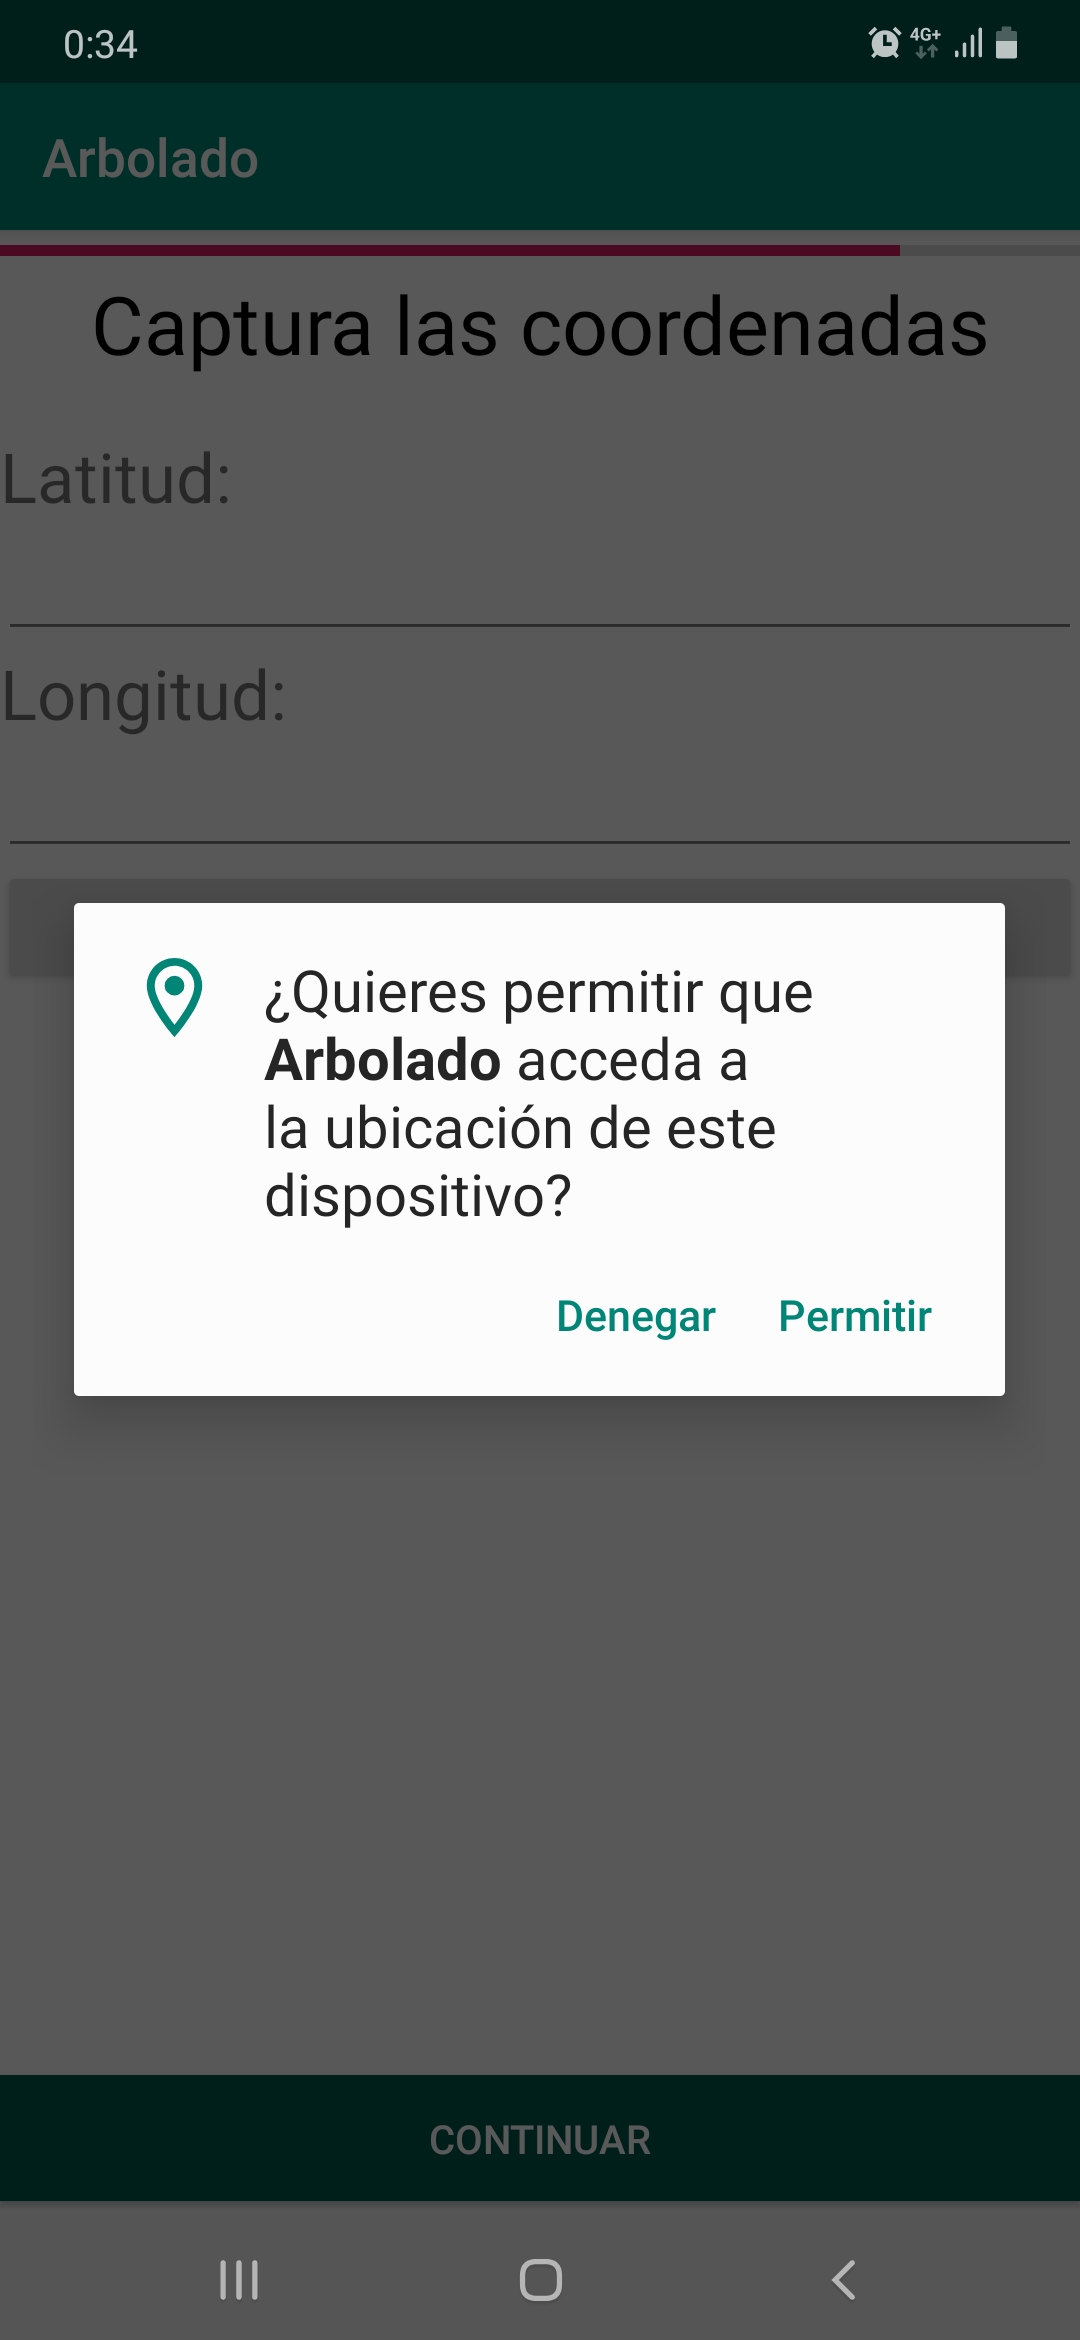 0:34
4G+
Arbolado
Captura las coordenadas
Latitud:
Longitud:
¿Quieres permitir que
Arbolado acceda a
la ubicación de este
dispositivo?
Denegar Permitir
CONTINUAR